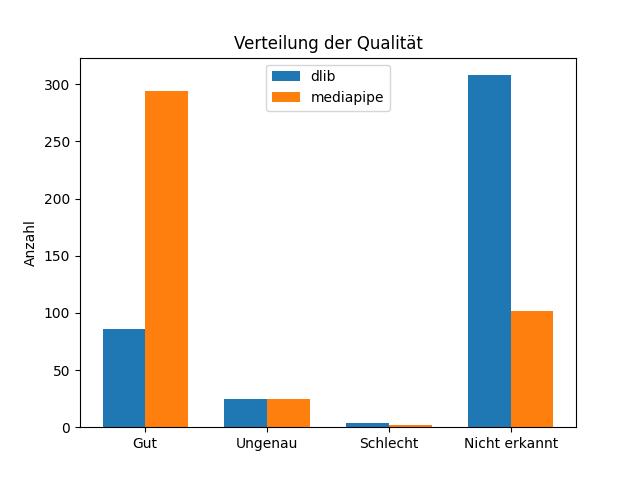 Verteilung der Qualität
dlib
mediapipe
Anzahl
300
250
200
150
100
50
0
Gut
Ungenau
Schlecht
Nicht erkannt